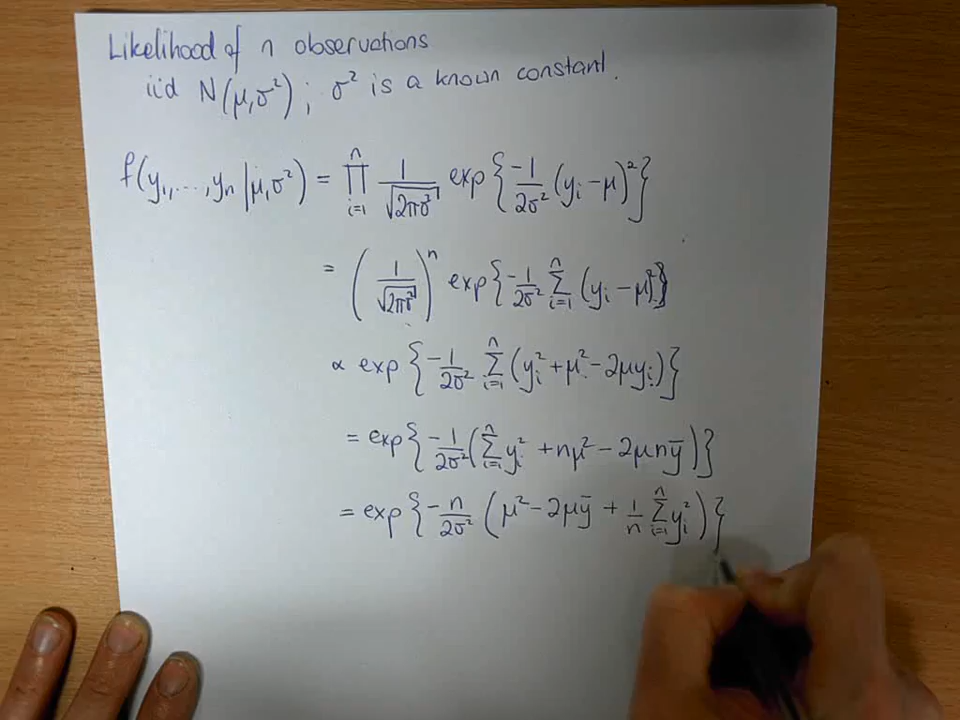 Likelihood of n observations
iid N(μ,σ²); σ² is a known constant.
f(y₁,...,yₙ|μ,σ²) = ∏ᵢ₌₁ⁿ 1/√(2πσ²) exp{-1/2σ² (yᵢ-μ)²}
= (1/√(2πσ²))ⁿ exp{-1/2σ² ∑ᵢ₌₁ⁿ (yᵢ-μ)²}
∝ exp{-1/2σ² ∑ᵢ₌₁ⁿ (yᵢ²+μ²-2μyᵢ)}
= exp{-1/2σ² (∑ᵢ₌₁ⁿ yᵢ² + nμ² - 2μnȳ)}
= exp{-n/2σ² (μ² - 2μȳ + 1/n ∑ᵢ₌₁ⁿ yᵢ²)}